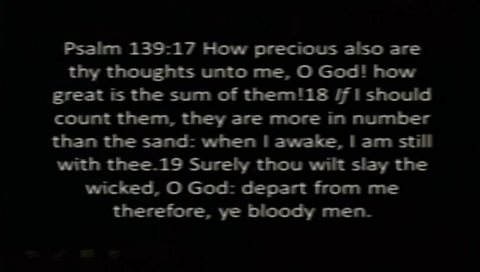 Psalm 139:17 How precious also are
thy thoughts unto me, O God! how
great is the sum of them!18 If I should
count them, they are more in number
than the sand: when I awake, I am still
with thee.19 Surely thou wilt slay the
wicked, O God: depart from me
therefore, ye bloody men.